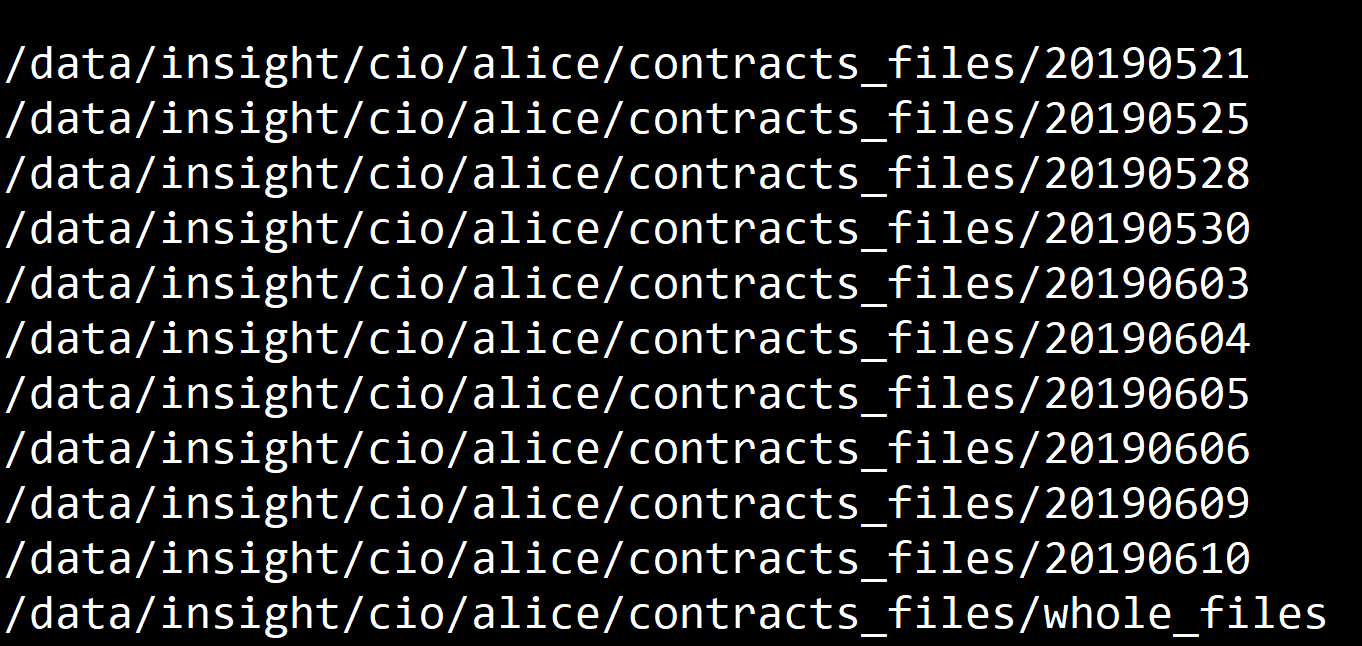 /data/insight/cio/alice/contracts_files/20190521
/data/insight/cio/alice/contracts_files/20190525
/data/insight/cio/alice/contracts_files/20190528
/data/insight/cio/alice/contracts_files/20190530
/data/insight/cio/alice/contracts_files/20190603
/data/insight/cio/alice/contracts_files/20190604
/data/insight/cio/alice/contracts_files/20190605
/data/insight/cio/alice/contracts_files/20190606
/data/insight/cio/alice/contracts_files/20190609
/data/insight/cio/alice/contracts_files/20190610
/data/insight/cio/alice/contracts_files/whole_files